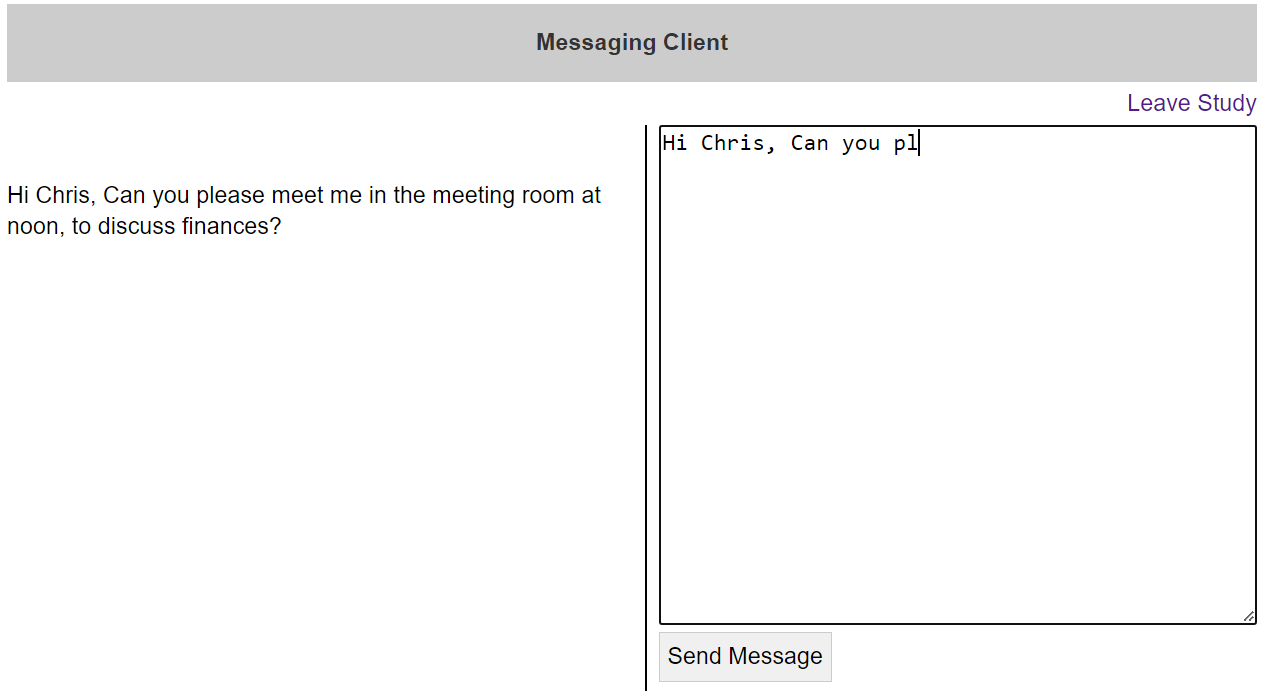 Messaging Client
Leave Study
Hi Chris, Can you please meet me in the meeting room at
noon, to discuss finances?
Hi Chris, Can you pl
Send Message